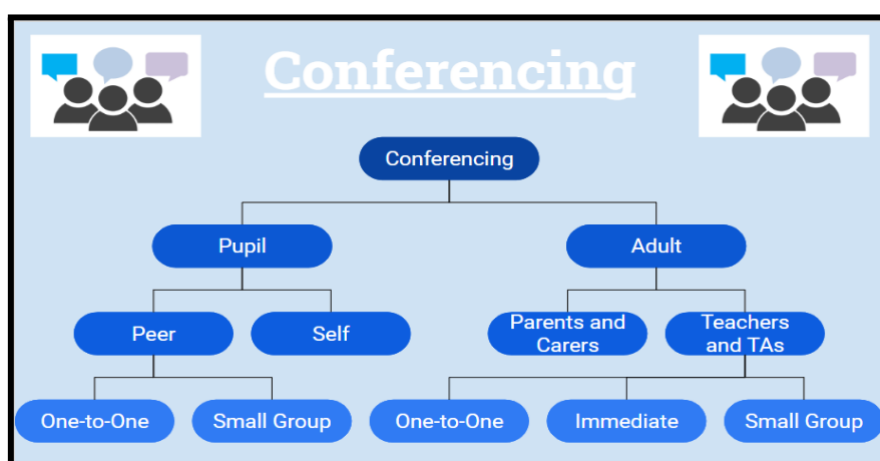 Conferencing
Conferencing
Pupil
Adult
Peer
Self
Parents and
Carers
Teachers
and TAs
One-to-One
Small Group
One-to-One
Immediate
Small Group